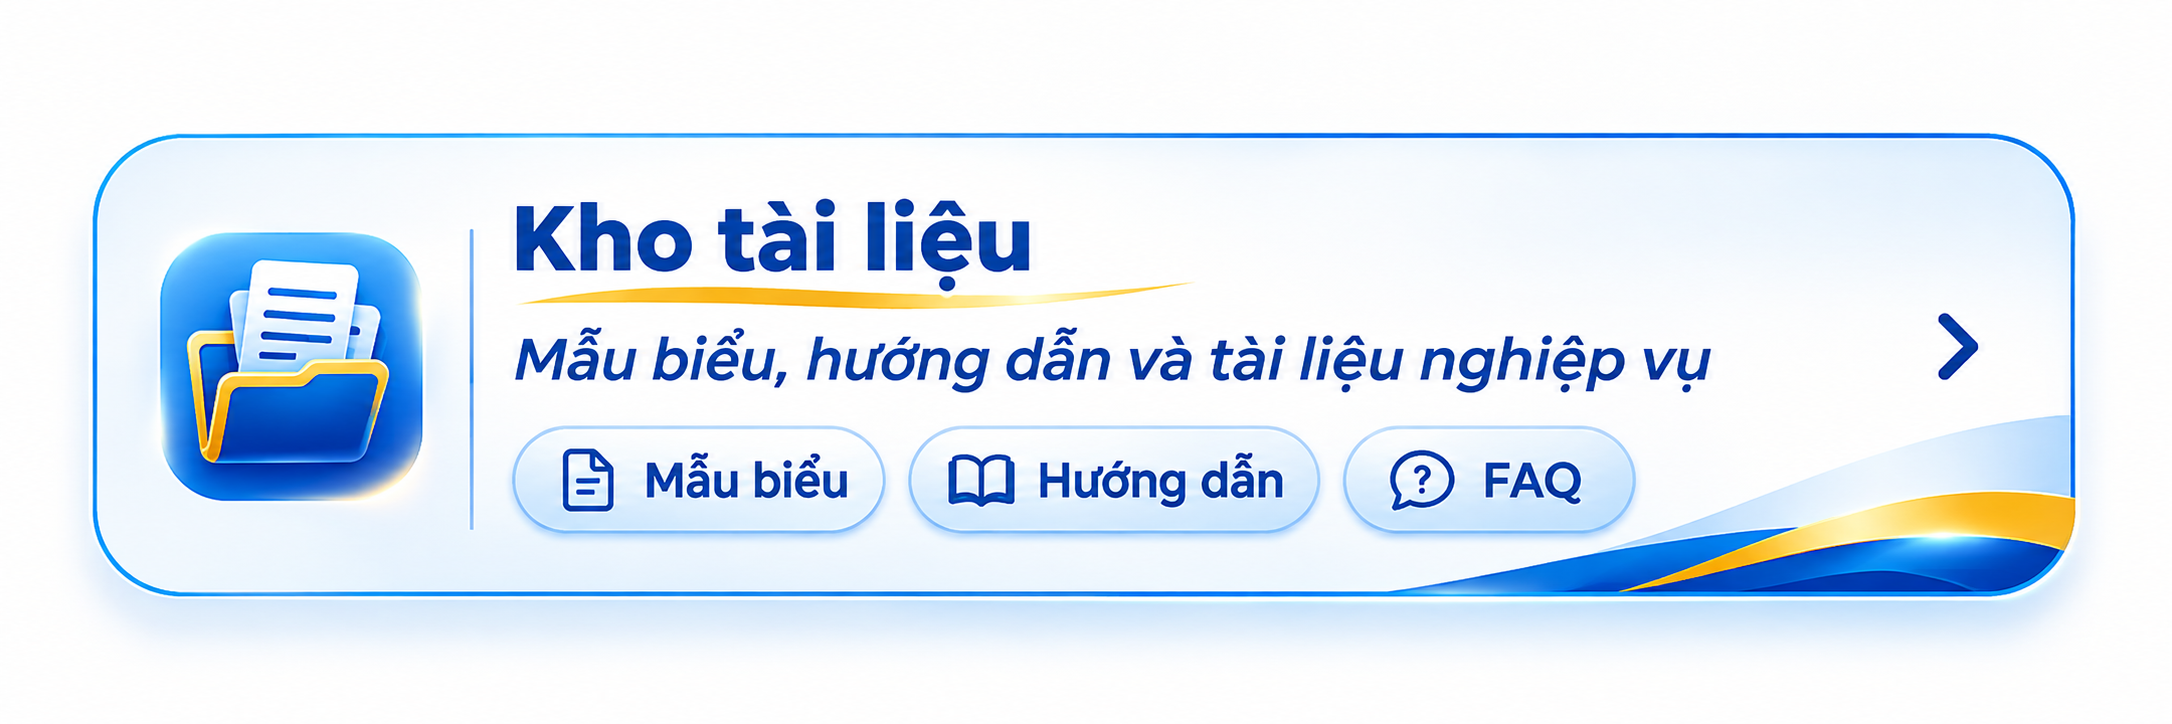 Kho tài liệu
Mẫu biểu, hướng dẫn và tài liệu nghiệp vụ
Mẫu biểu
Hướng dẫn
FAQ